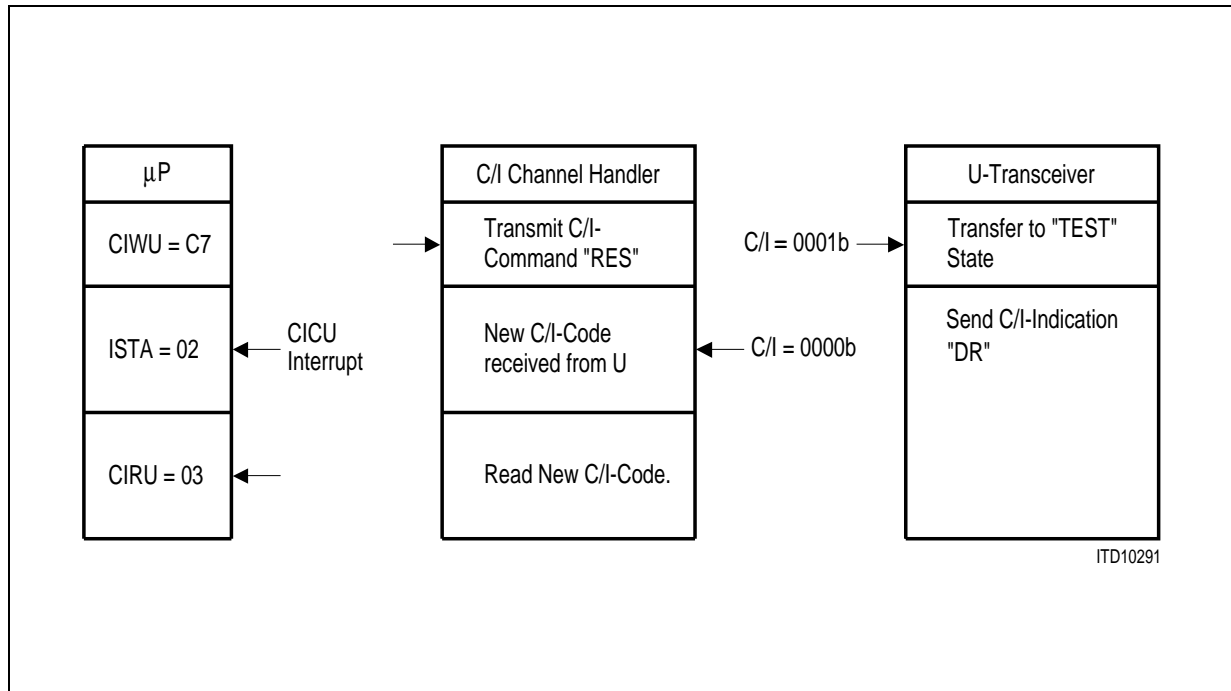 μP
C/I Channel Handler
U-Transceiver
CIWU = C7
Transmit C/I-
Command "RES"
C/I = 0001b
Transfer to "TEST"
State
ISTA = 02
CICU
Interrupt
New C/I-Code
received from U
C/I = 0000b
Send C/I-Indication
"DR"
CIRU = 03
Read New C/I-Code.
ITD10291